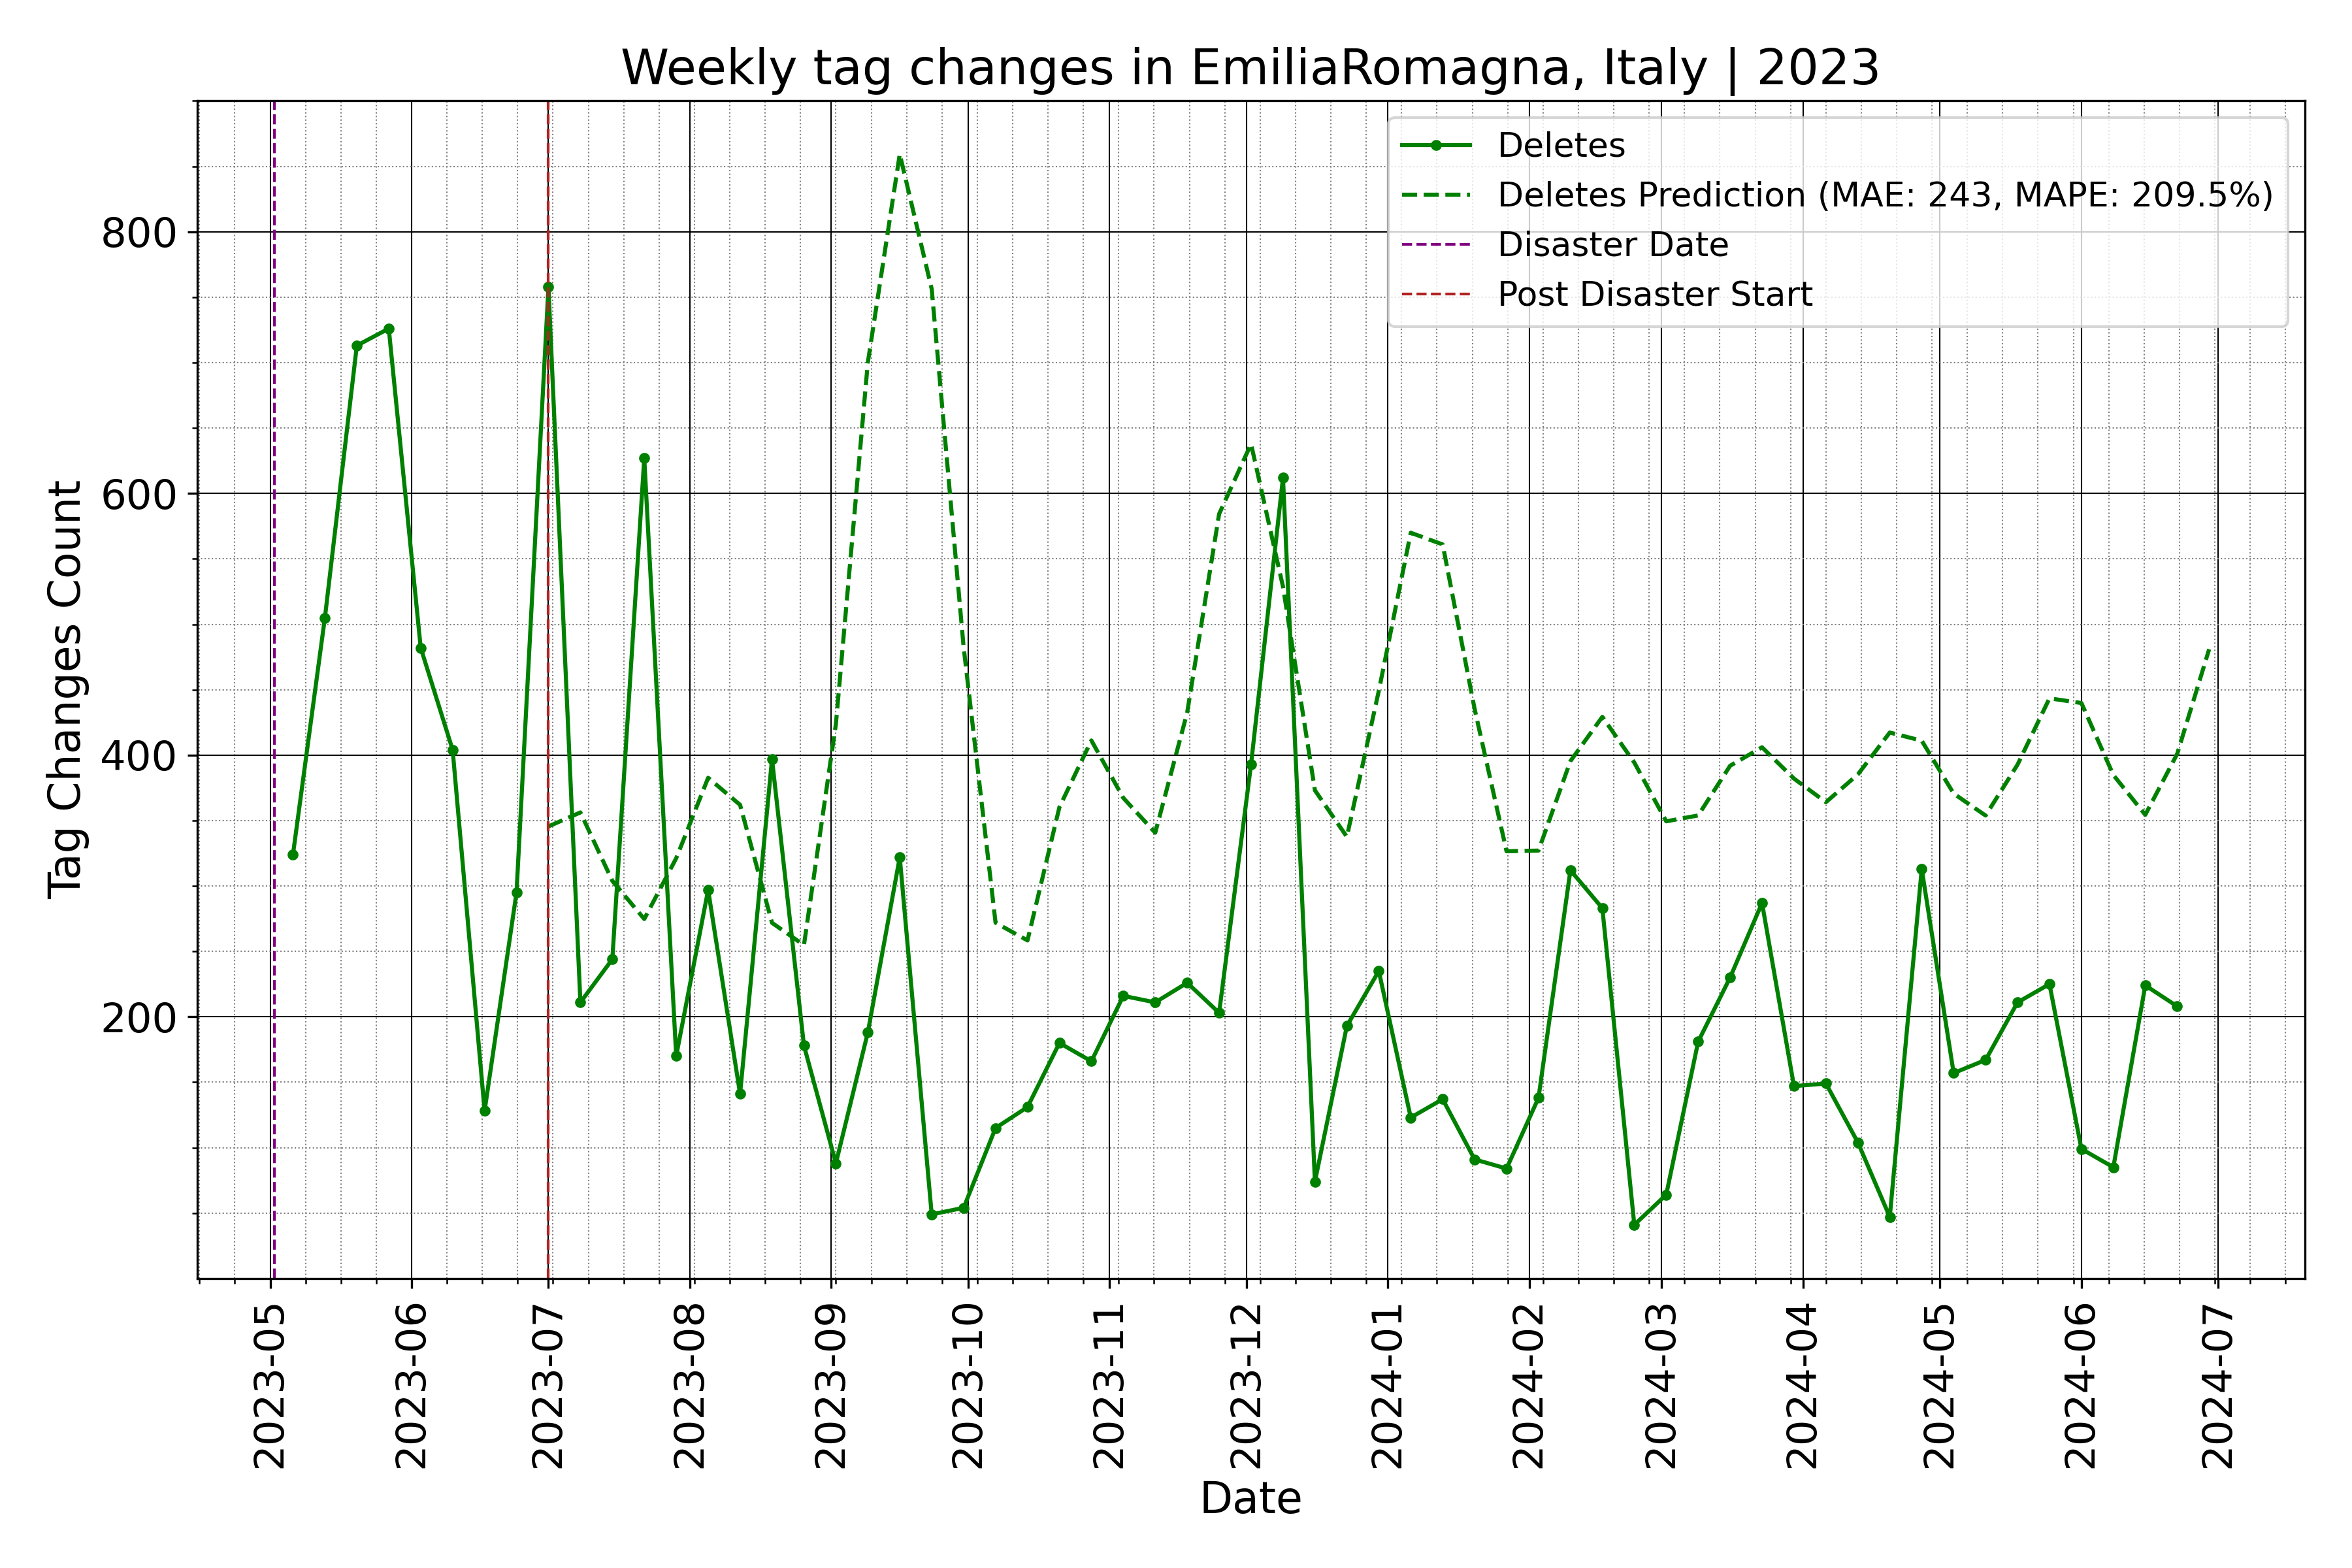 Weekly tag changes in EmiliaRomagna, Italy | 2023
Deletes
Deletes Prediction (MAE: 243, MAPE: 209.5%)
Disaster Date
Post Disaster Start
Tag Changes Count
800
600
400
200
2023-05
2023-06
2023-07
2023-08
2023-09
2023-10
2023-11
2023-12
2024-01
2024-02
2024-03
2024-04
2024-05
2024-06
2024-07
Date